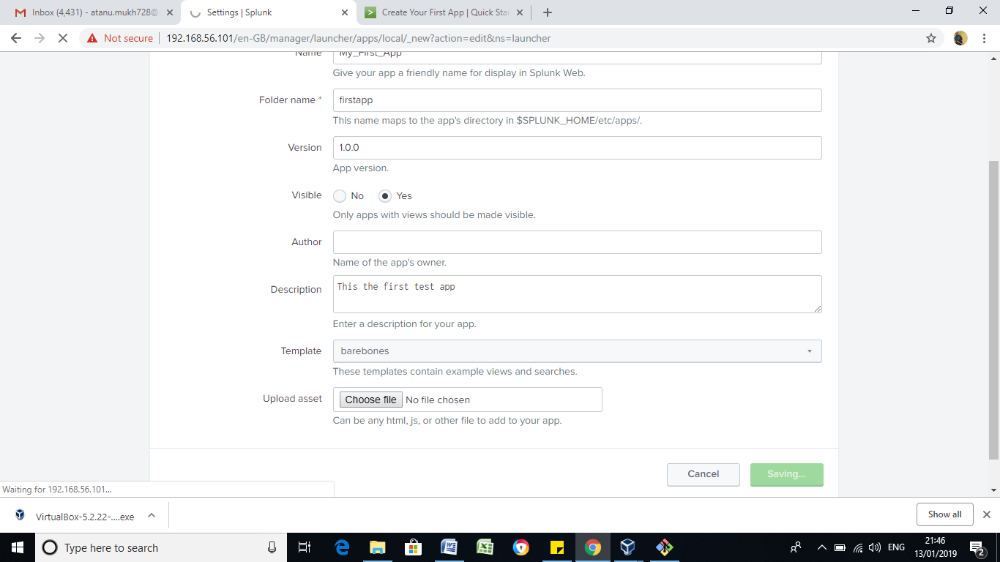 Inbox (4,431) - atanu.mukh728@
Settings | Splunk
Create Your First App | Quick Sta
Not secure
192.168.56.101/en-GB/manager/launcher/apps/local/_new?action=edit&ns=launcher
Name
My_First_App
Give your app a friendly name for display in Splunk Web.
Folder name *
firstapp
This name maps to the app's directory in $SPLUNK_HOME/etc/apps/.
Version
1.0.0
App version.
Visible
No
Yes
Only apps with views should be made visible.
Author
Name of the app's owner.
Description
This the first test app
Enter a description for your app.
Template
barebones
These templates contain example views and searches.
Upload asset
Choose file No file chosen
Can be any html, js, or other file to add to your app.
Cancel
Saving...
Waiting for 192.168.56.101...
VirtualBox-5.2.22-....exe
Show all
Type here to search
ENG
21:46
13/01/2019
2